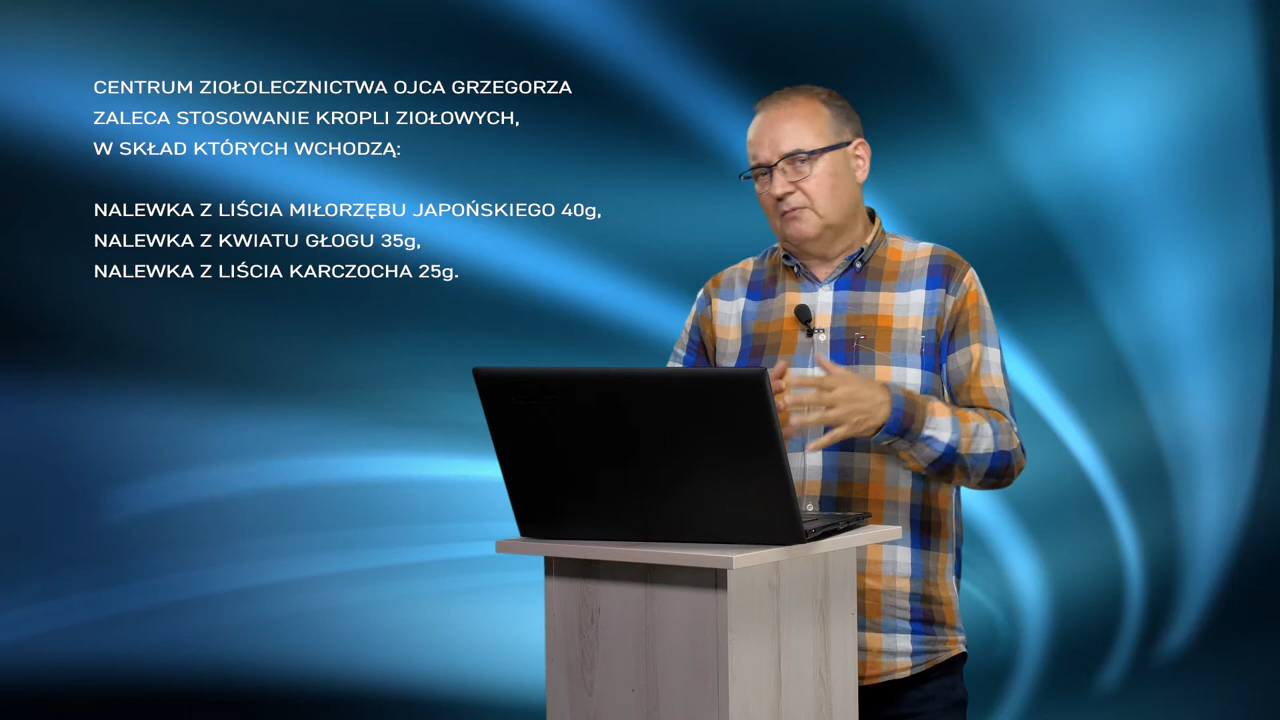 CENTRUM ZIOŁOLECZNICTWA OJCA GRZEGORZA
ZALECA STOSOWANIE KROPLI ZIOŁOWYCH,
W SKŁAD KTÓRYCH WCHODZĄ:
NALEWKA Z LIŚCIA MIŁORZĘBU JAPOŃSKIEGO 40g,
NALEWKA Z KWIATU GŁOGU 35g,
NALEWKA Z LIŚCIA KARCZOCHA 25g.